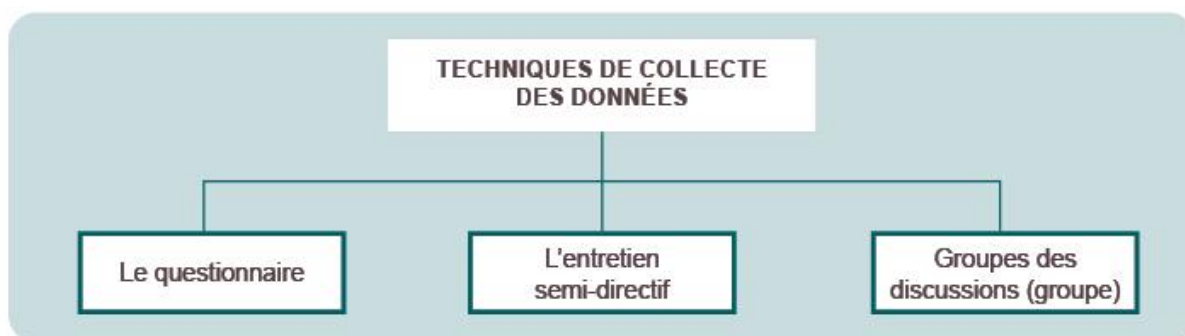 TECHNIQUES DE COLLECTE
DES DONNÉES
Le questionnaire
L'entretien
semi-directif
Groupes des
discussions (groupe)